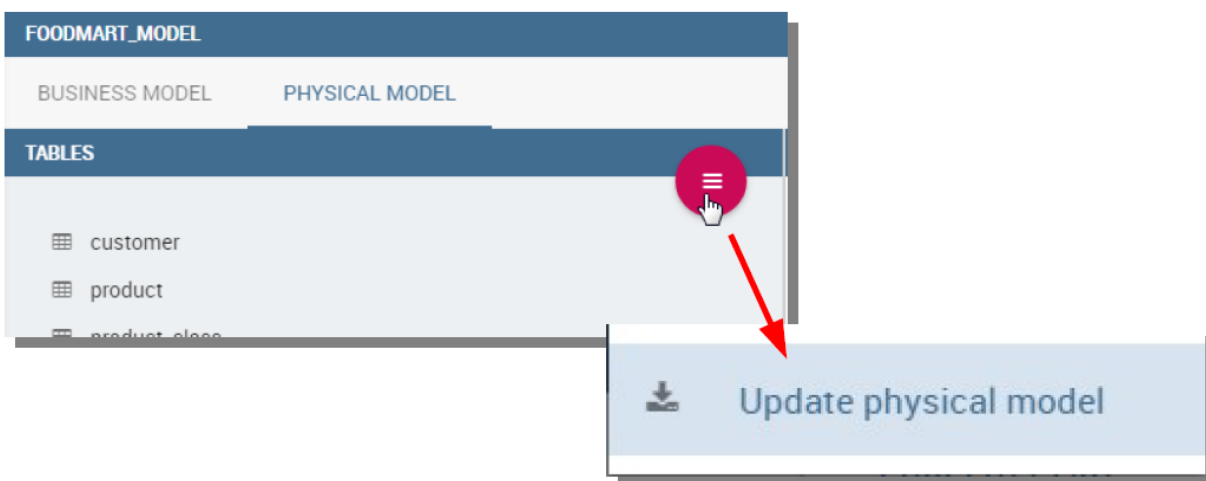 FOODMART_MODEL
BUSINESS MODEL PHYSICAL MODEL
TABLES
customer
product
Update physical model